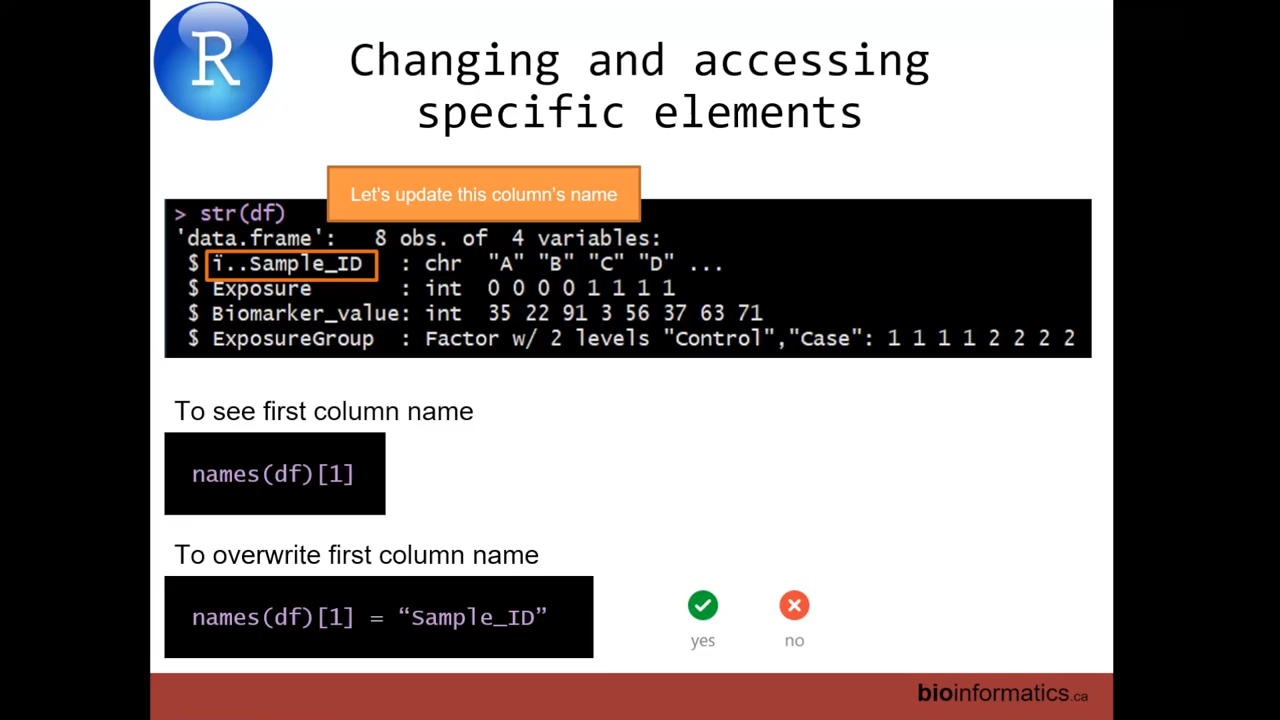 R
Changing and accessing
specific elements
Let's update this column's name
> str(df)
'data.frame':   8 obs. of  4 variables:
 $ ï..Sample_ID   : chr  "A" "B" "C" "D" ...
 $ Exposure       : int  0 0 0 0 1 1 1 1
 $ Biomarker_value: int  35 22 91 3 56 37 63 71
 $ ExposureGroup  : Factor w/ 2 levels "Control","Case": 1 1 1 1 2 2 2 2
To see first column name
names(df)[1]
To overwrite first column name
names(df)[1] = “Sample_ID”
yes
no
bioinformatics.ca